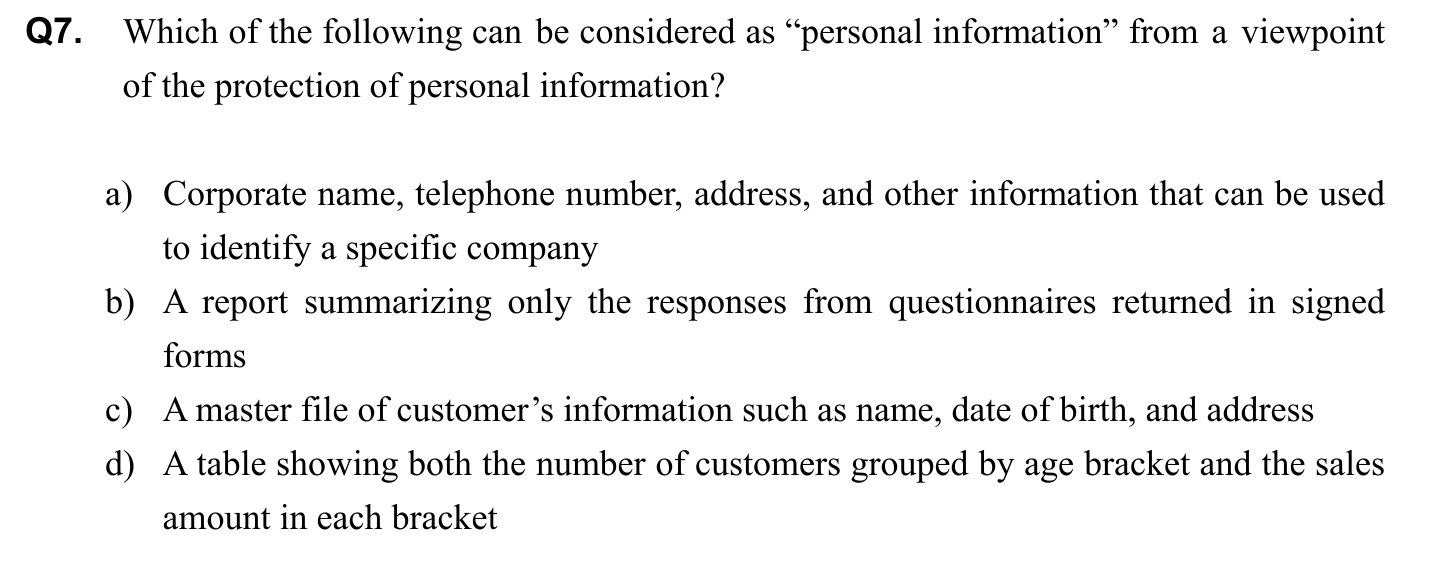 Q7. Which of the following can be considered as “personal information” from a viewpoint
of the protection of personal information?
a) Corporate name, telephone number, address, and other information that can be used
to identify a specific company
b) A report summarizing only the responses from questionnaires returned in signed
forms
c) A master file of customer’s information such as name, date of birth, and address
d) A table showing both the number of customers grouped by age bracket and the sales
amount in each bracket